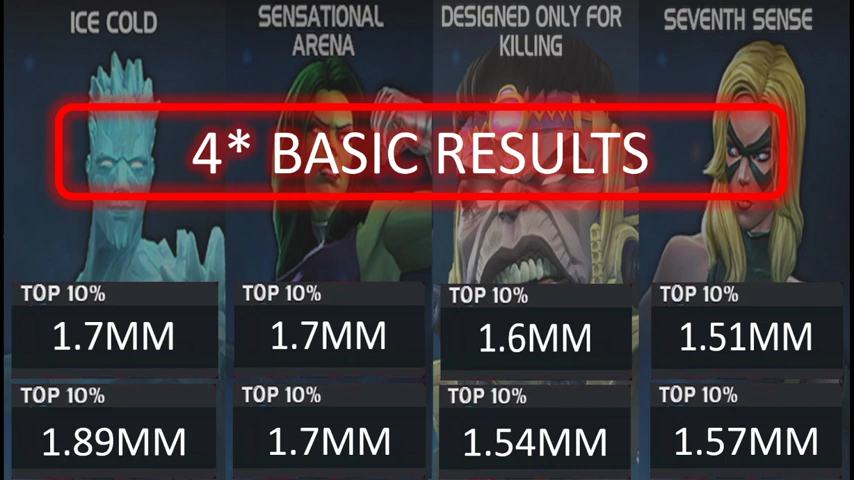 ICE COLD
SENSATIONAL
ARENA
DESIGNED ONLY FOR
KILLING
SEVENTH SENSE
4* BASIC RESULTS
TOP 10%
TOP 10%
TOP 10%
TOP 10%
1.7MM
1.7MM
1.6MM
1.51MM
TOP 10%
TOP 10%
TOP 10%
TOP 10%
1.89MM
1.7MM
1.54MM
1.57MM